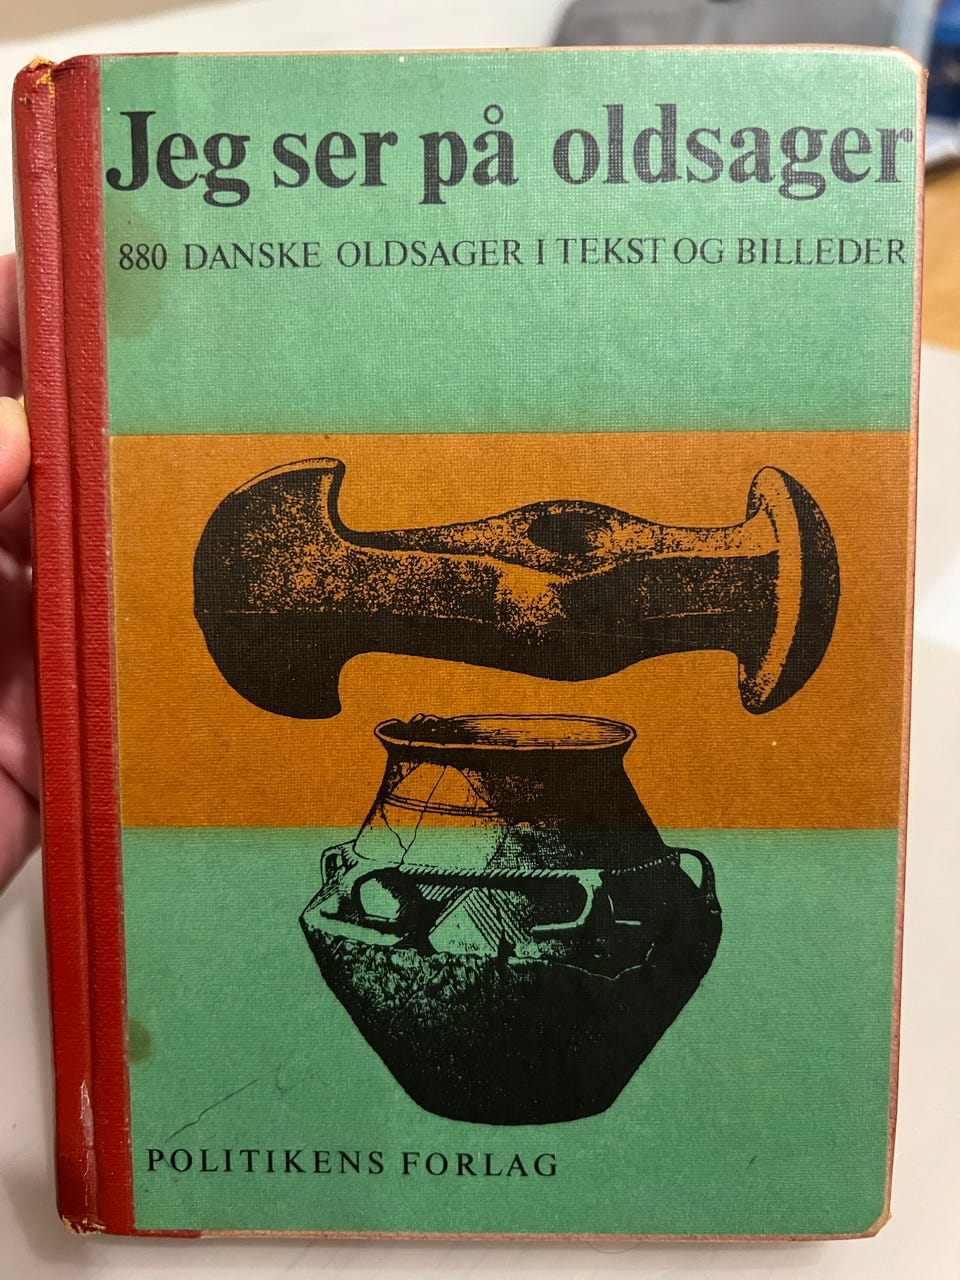 Jeg ser på oldsager
880 DANSKE OLDSAGER I TEKST OG BILLEDER
POLITIKENS FORLAG